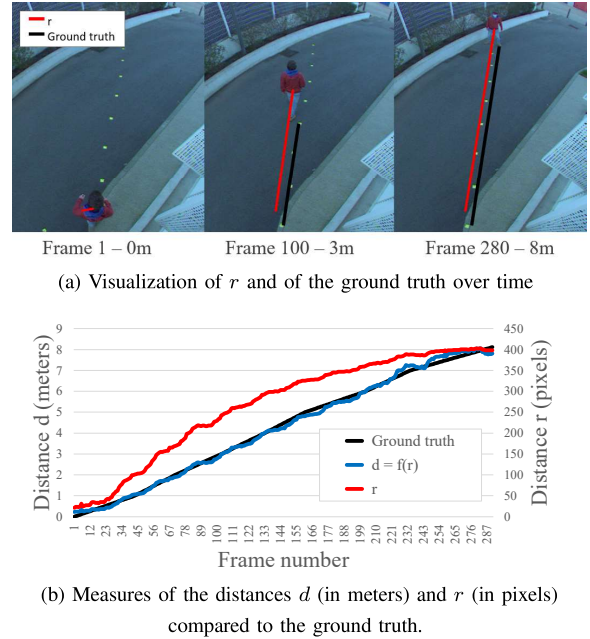 r
Ground truth
Frame 1 – 0m
Frame 100 – 3m
Frame 280 – 8m
(a) Visualization of r and of the ground truth over time
9
8
7
6
5
4
3
2
1
0
Distance d (meters)
450
400
350
300
250
200
150
100
50
0
Distance r (pixels)
Ground truth
d = f(r)
r
1 12 23 34 45 56 67 78 89 100 111 122 133 144 155 166 177 188 199 210 221 232 243 254 265 276 287
Frame number
(b) Measures of the distances d (in meters) and r (in pixels)
compared to the ground truth.